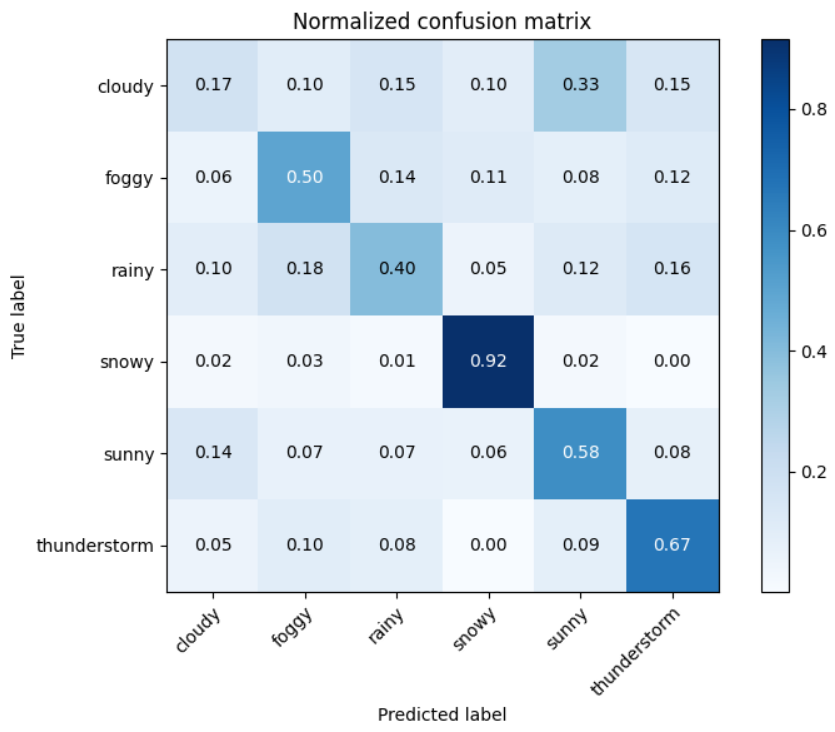 Normalized confusion matrix
cloudy 0.17 0.10 0.15 0.10 0.33 0.15
foggy 0.06 0.50 0.14 0.11 0.08 0.12
rainy 0.10 0.18 0.40 0.05 0.12 0.16
snowy 0.02 0.03 0.01 0.92 0.02 0.00
sunny 0.14 0.07 0.07 0.06 0.58 0.08
thunderstorm 0.05 0.10 0.08 0.00 0.09 0.67
True label
cloudy foggy rainy snowy sunny thunderstorm
Predicted label
0.8
0.6
0.4
0.2